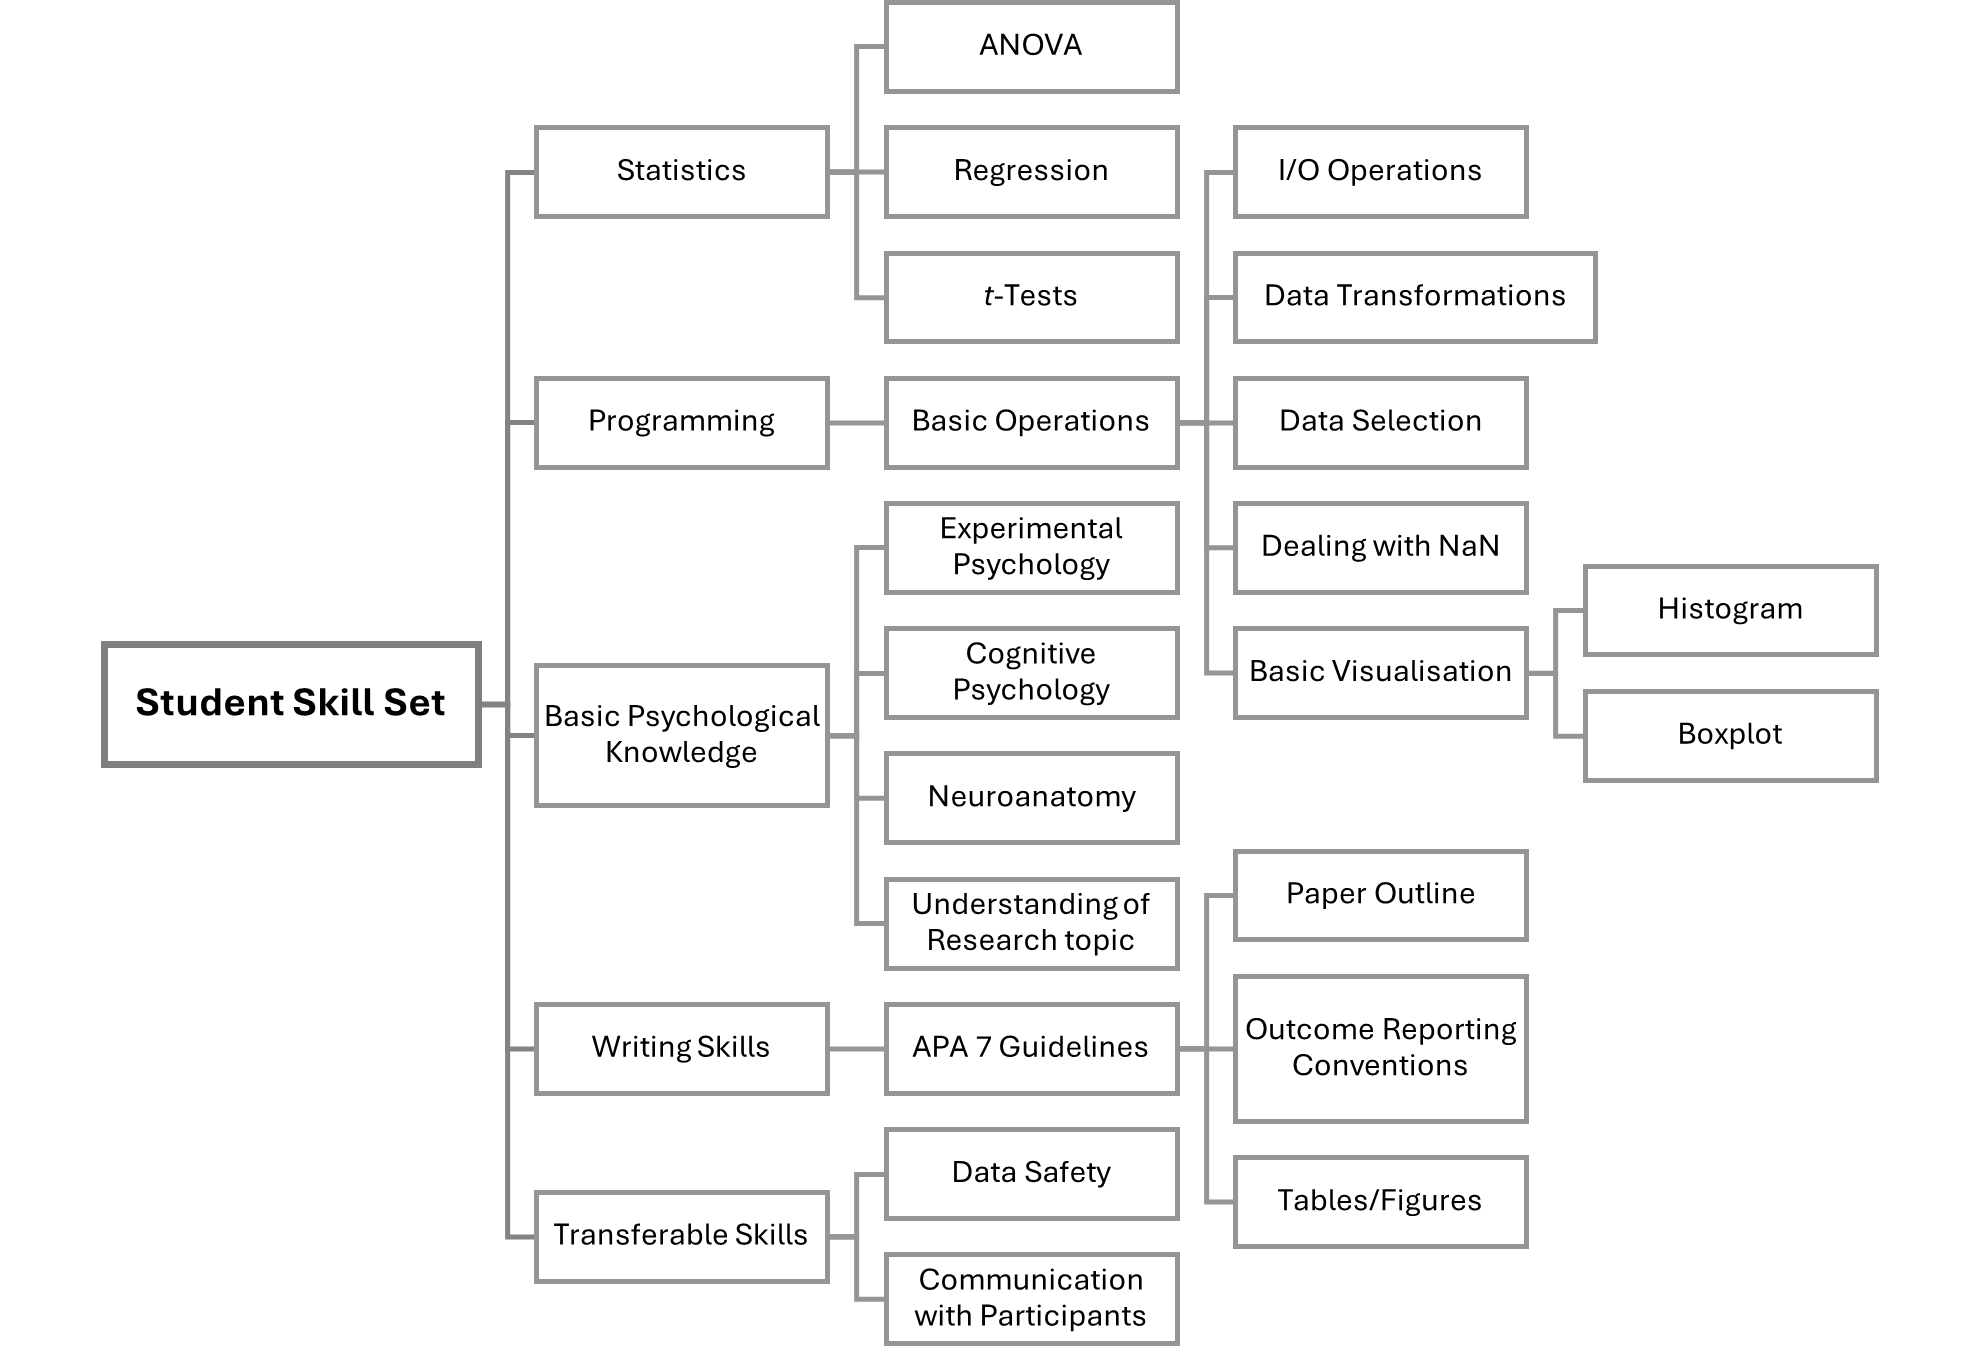 Student Skill Set
Statistics
ANOVA
Regression
t-Tests
Programming
Basic Operations
I/O Operations
Data Transformations
Data Selection
Dealing with NaN
Basic Visualisation
Histogram
Boxplot
Basic Psychological
Knowledge
Experimental
Psychology
Cognitive
Psychology
Neuroanatomy
Understanding of
Research topic
Writing Skills
APA 7 Guidelines
Paper Outline
Outcome Reporting
Conventions
Tables/Figures
Transferable Skills
Data Safety
Communication
with Participants